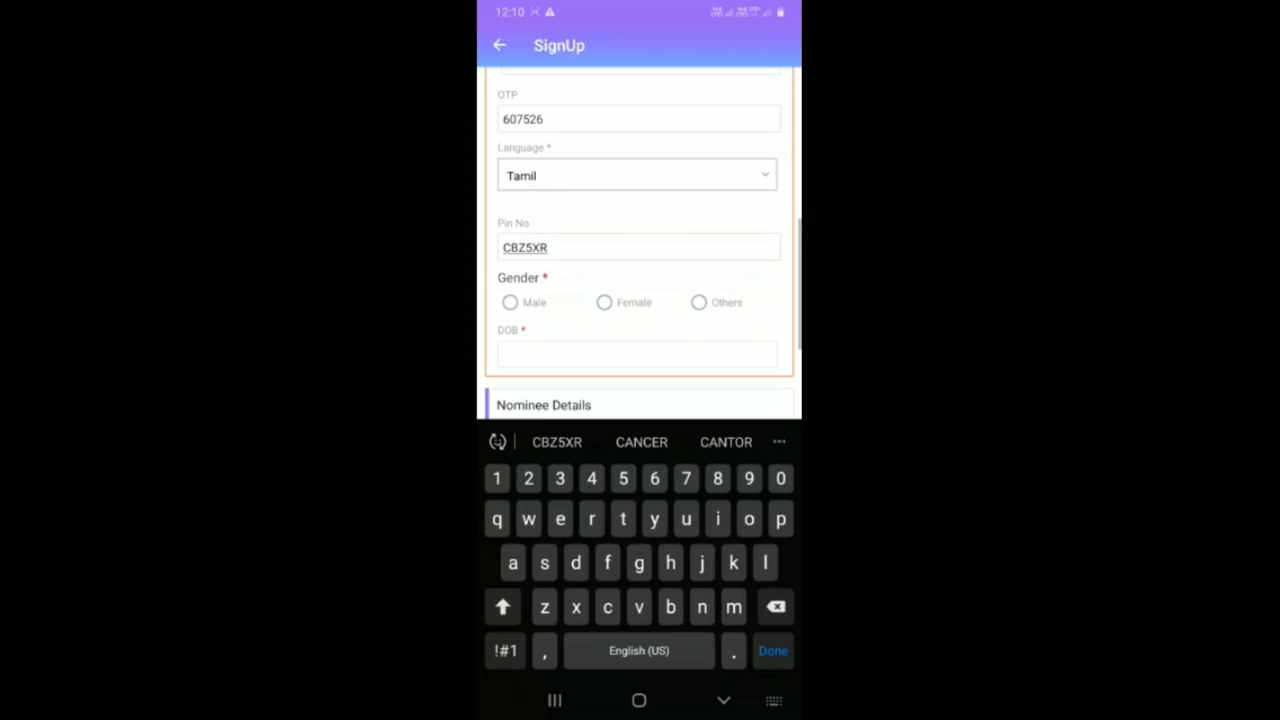 12:10
SignUp
OTP
607526
Language *
Tamil
Pin No
CBZ5XR
Gender *
Male Female Others
DOB *
Nominee Details
CBZ5XR CANCER CANTOR
1 2 3 4 5 6 7 8 9 0
q w e r t y u i o p
a s d f g h j k l
z x c v b n m
!#1 , English (US) . Done